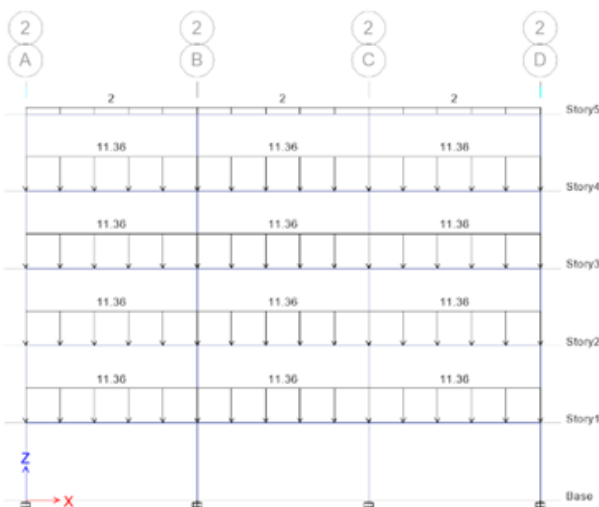 2 2 2 2
A B C D
2 2 2
Story5
11.36 11.36 11.36
Story4
11.36 11.36 11.36
Story3
11.36 11.36 11.36
Story2
11.36 11.36 11.36
Story1
Z
X
Base